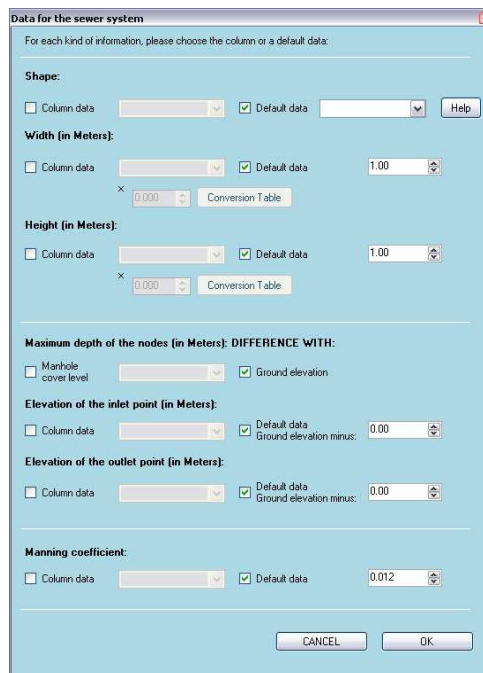 Data for the sewer system
For each kind of information, please choose the column or a default data:
Shape:
Column data Default data Help
Width (in Meters):
Column data Default data 1.00
× 0.000 Conversion Table
Height (in Meters):
Column data Default data 1.00
× 0.000 Conversion Table
Maximum depth of the nodes (in Meters): DIFFERENCE WITH:
Manhole
cover level Ground elevation
Elevation of the inlet point (in Meters):
Column data Default data
Ground elevation minus: 0.00
Elevation of the outlet point (in Meters):
Column data Default data
Ground elevation minus: 0.00
Manning coefficient:
Column data Default data 0.012
CANCEL OK